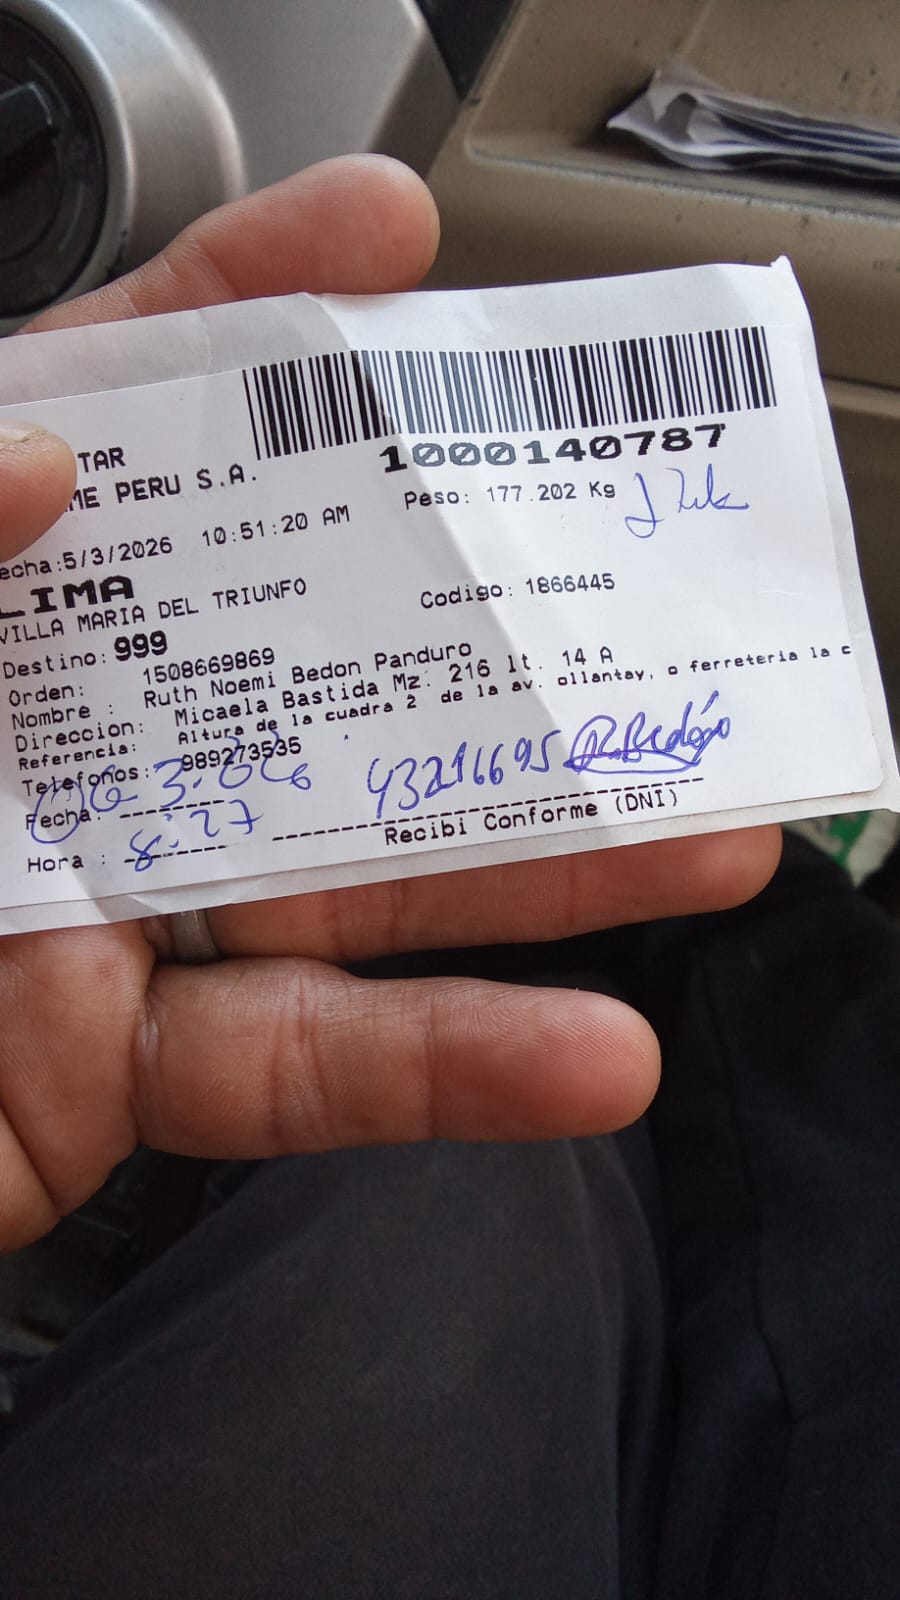 TAR
ME PERU S.A.
1000140787
Peso: 177.202 Kg
echa:5/3/2026 10:51:20 AM
LIMA
VILLA MARIA DEL TRIUNFO
Codigo: 1866445
Destino: 999
Orden: 1508669869
Nombre : Ruth Noemi Bedon Panduro
Direccion: Micaela Bastida Mz. 216 lt. 14 A
Referencia: Altura de la cuadra 2 de la av. ollantay, o ferreteria la c
Telefonos: 989273535
Fecha:
43216695 R.Bedón
Hora : 8:27
Recibi Conforme (DNI)